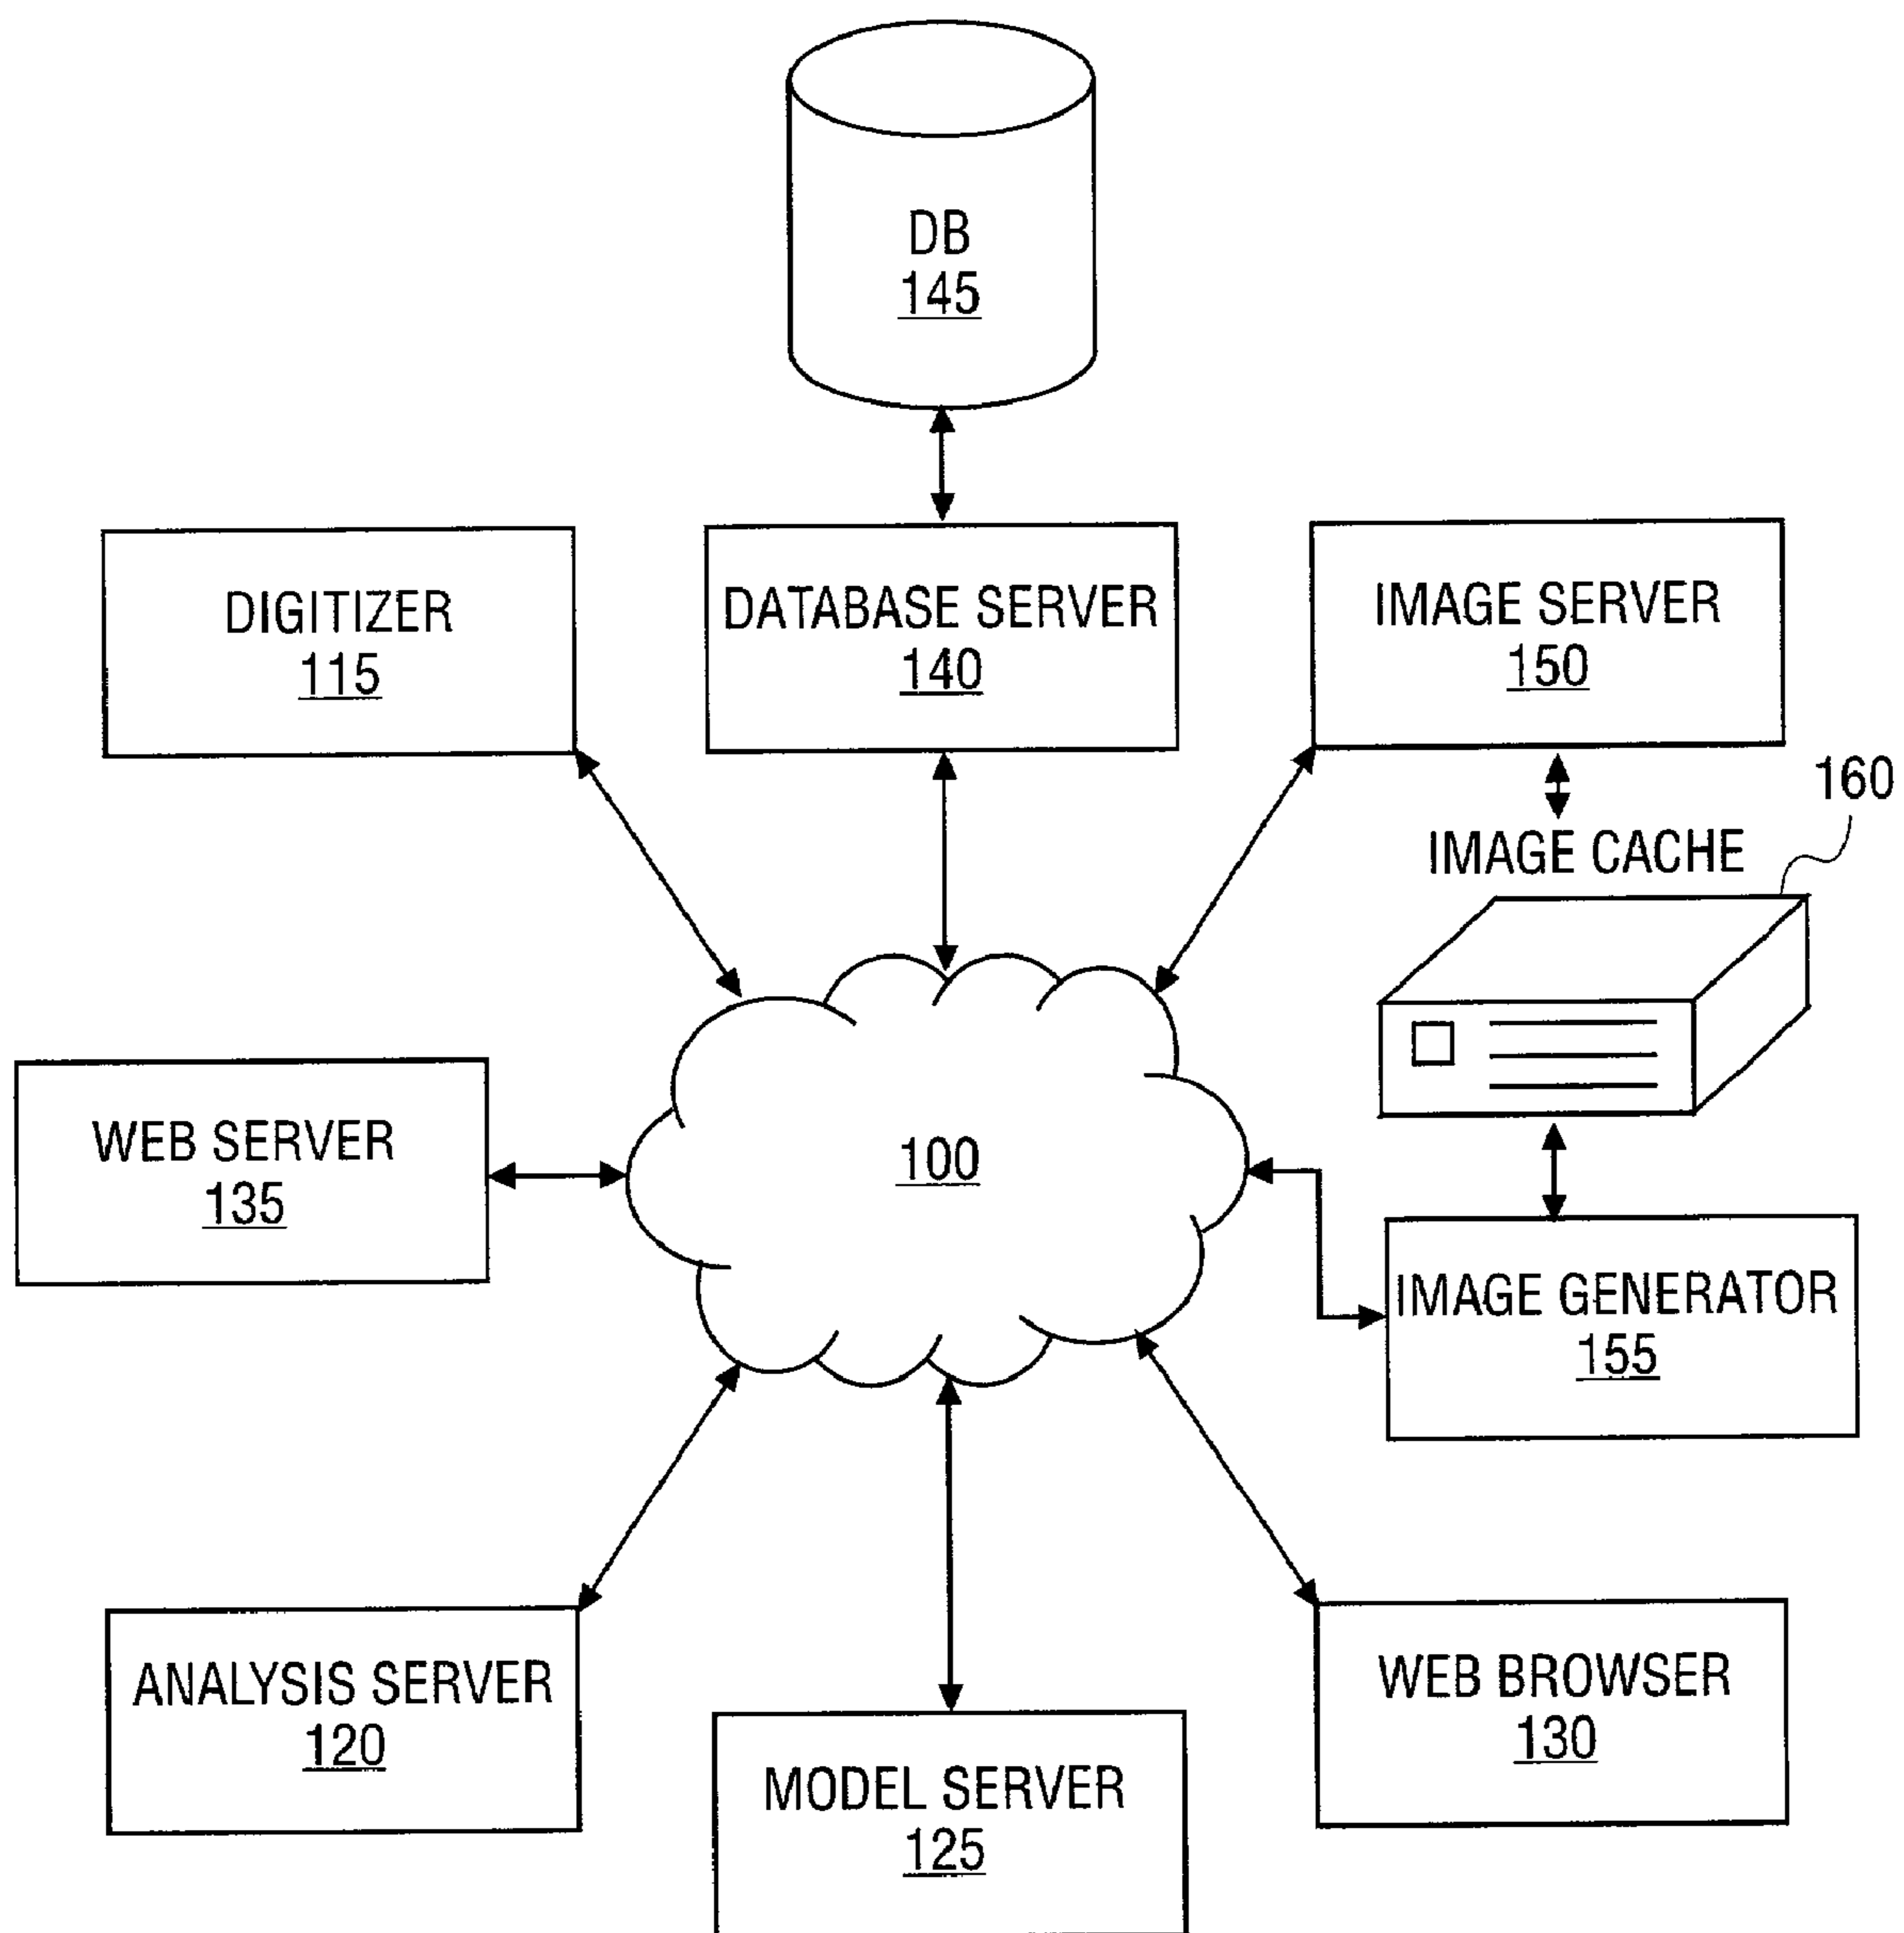 DB
145
DIGITIZER
115
DATABASE SERVER
140
IMAGE SERVER
150
160
IMAGE CACHE
WEB SERVER
135
100
IMAGE GENERATOR
155
ANALYSIS SERVER
120
MODEL SERVER
125
WEB BROWSER
130